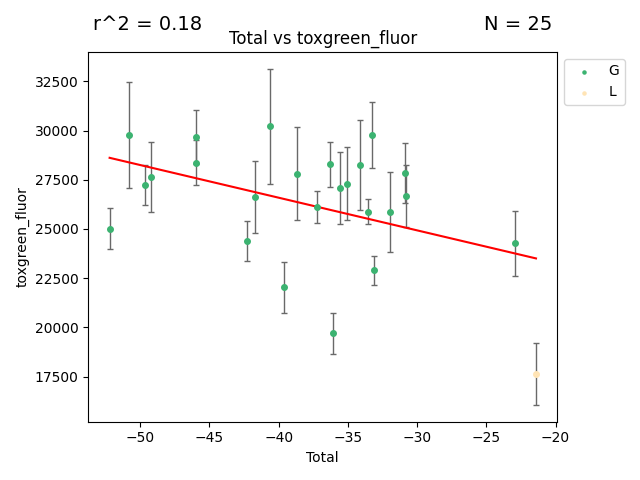 r^2 = 0.18
N = 25
Total vs toxgreen_fluor
32500
30000
27500
25000
22500
20000
17500
toxgreen_fluor
−50
−45
−40
−35
−30
−25
−20
Total
G
L